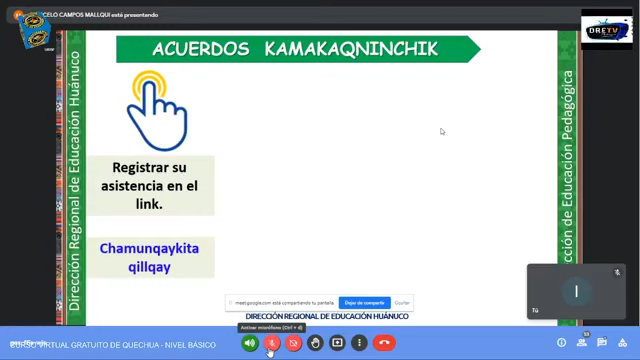 CELO CAMPOS MALLQUI está presentando
DRETV
ACUERDOS KAMAKAQNINCHIK
Dirección Regional de Educación Huánuco
Registrar su
asistencia en el
link.
Chamunqaykita
qillqay
cción de Educación Pedagógica
I
Tú
meet.google.com está compartiendo tu pantalla.
Dejar de compartir
Ocultar
DIRECCIÓN REGIONAL DE EDUCACIÓN HUÁNUCO
Activar micrófono (Ctrl + d)
CURSO VIRTUAL GRATUITO DE QUECHUA - NIVEL BÁSICO